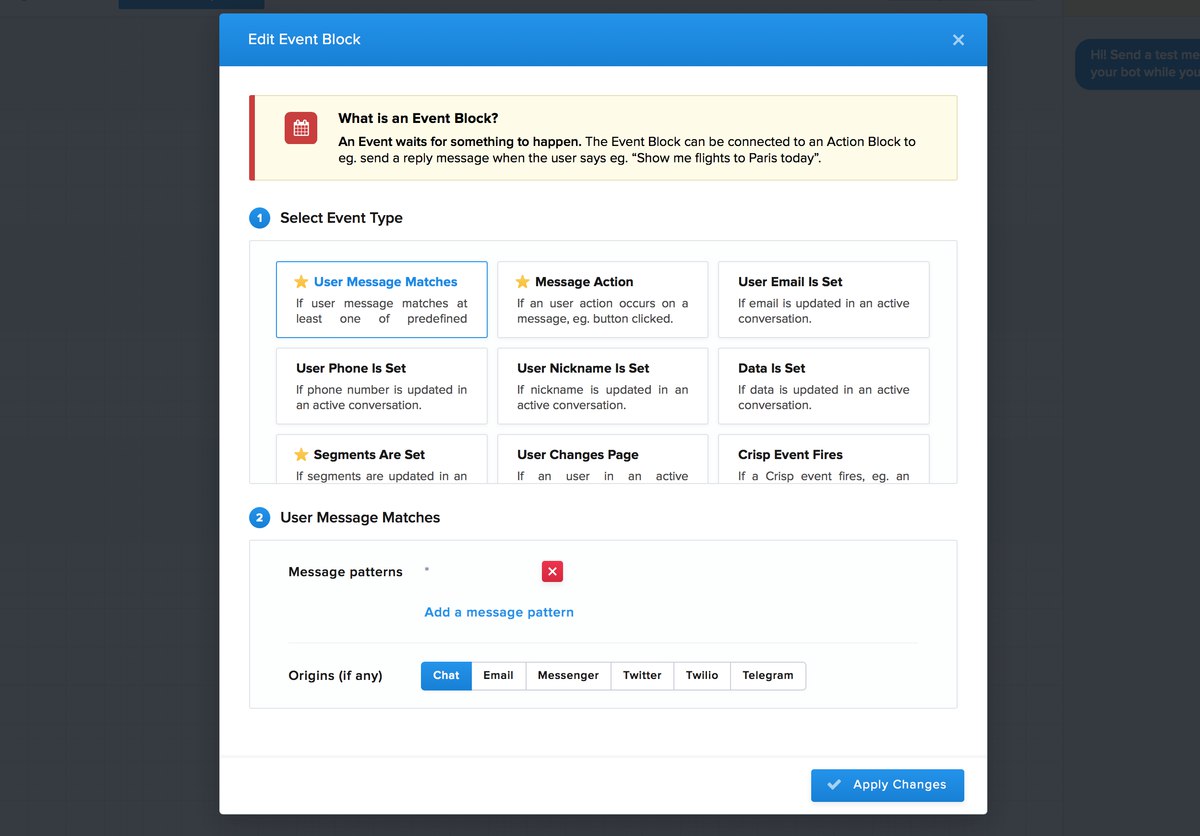 Edit Event Block
Hi! Send a test me
your bot while you
What is an Event Block?
An Event waits for something to happen. The Event Block can be connected to an Action Block to
eg. send a reply message when the user says eg. “Show me flights to Paris today”.
1 Select Event Type
User Message Matches
If user message matches at
least one of predefined
Message Action
If an user action occurs on a
message, eg. button clicked.
User Email Is Set
If email is updated in an active
conversation.
User Phone Is Set
If phone number is updated in
an active conversation.
User Nickname Is Set
If nickname is updated in an
active conversation.
Data Is Set
If data is updated in an active
conversation.
Segments Are Set
If segments are updated in an
User Changes Page
If an user in an active
Crisp Event Fires
If a Crisp event fires, eg. an
2 User Message Matches
Message patterns *
Add a message pattern
Origins (if any) Chat Email Messenger Twitter Twilio Telegram
Apply Changes